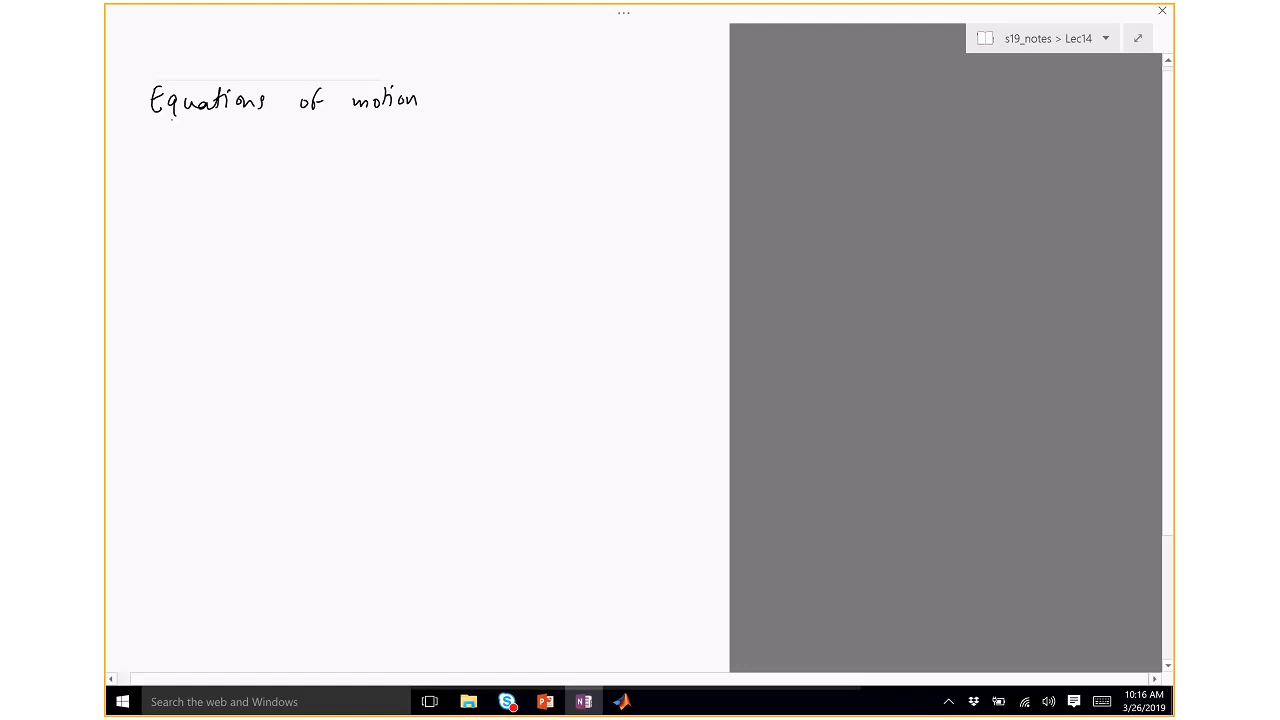 ...
s19_notes > Lec14
Equations of motion
Search the web and Windows
10:16 AM
3/26/2019